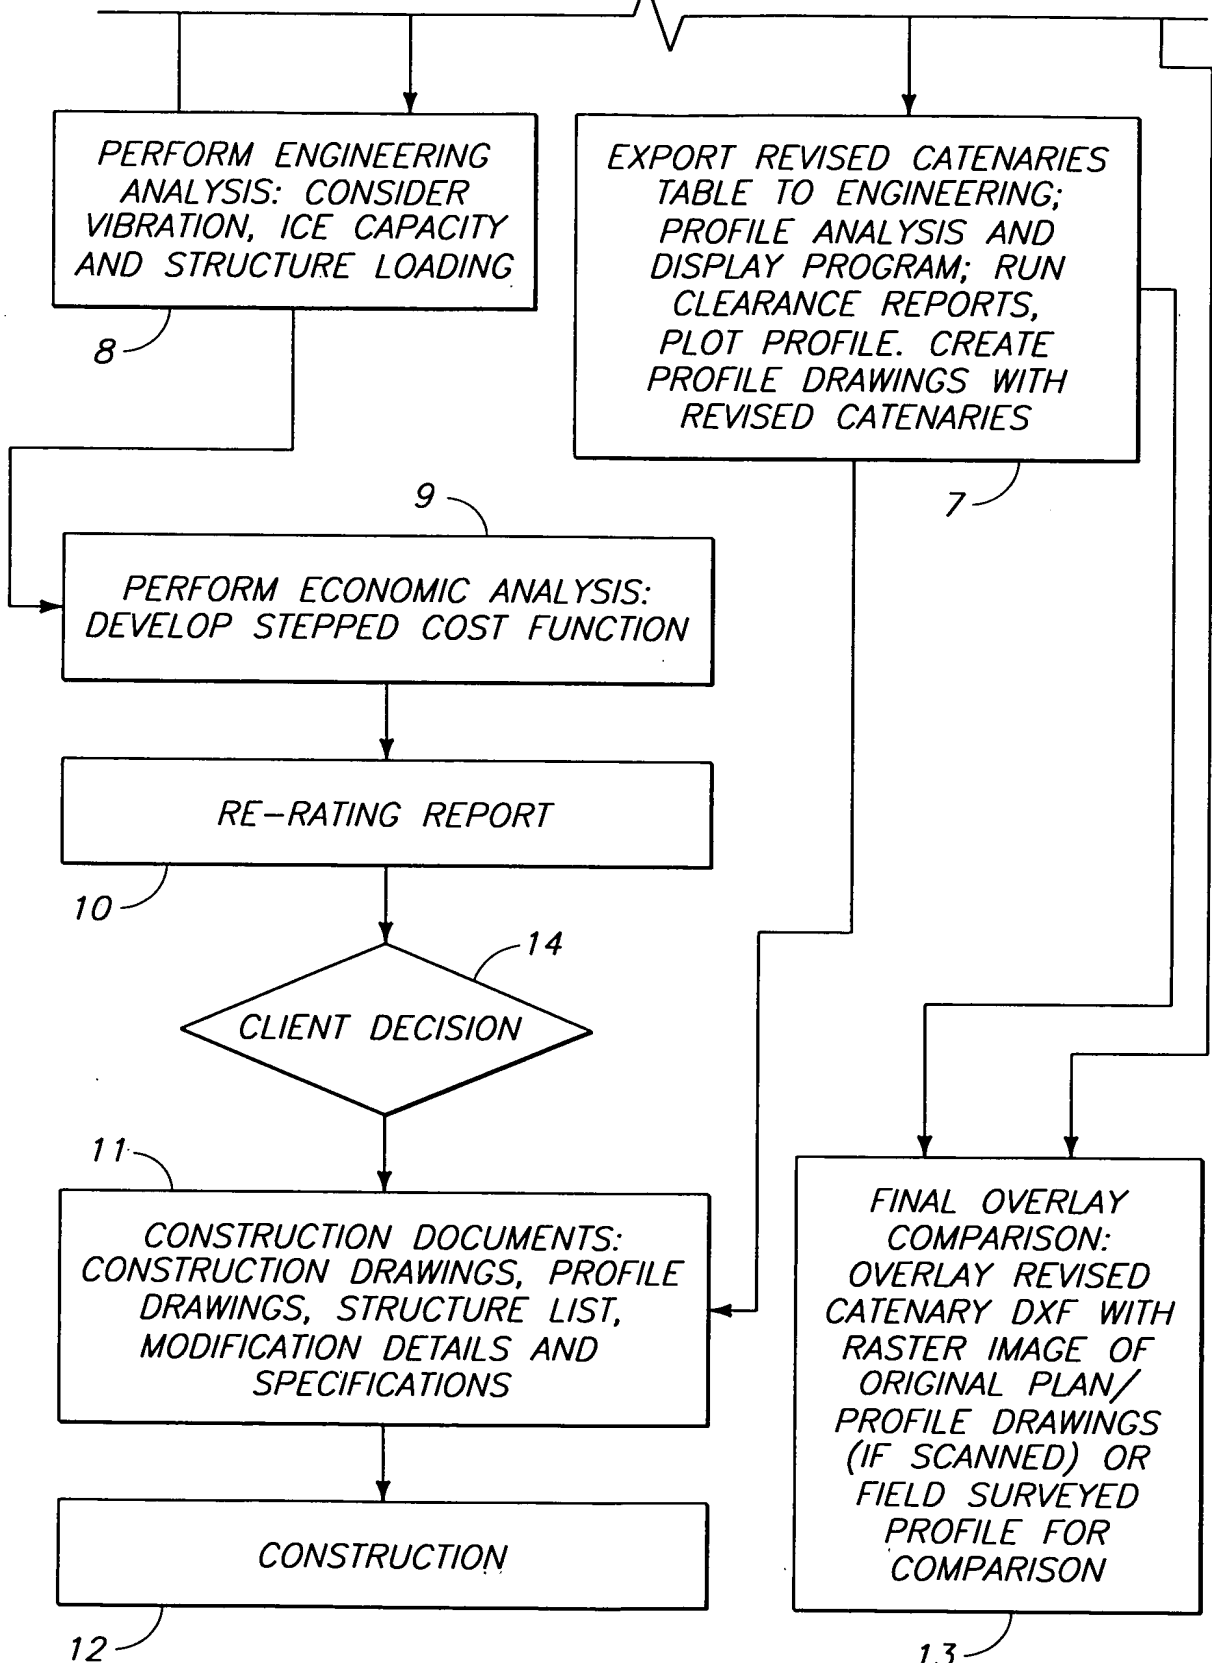 PERFORM ENGINEERING
ANALYSIS: CONSIDER
VIBRATION, ICE CAPACITY
AND STRUCTURE LOADING
8
EXPORT REVISED CATENARIES
TABLE TO ENGINEERING;
PROFILE ANALYSIS AND
DISPLAY PROGRAM; RUN
CLEARANCE REPORTS,
PLOT PROFILE. CREATE
PROFILE DRAWINGS WITH
REVISED CATENARIES
7
9
PERFORM ECONOMIC ANALYSIS:
DEVELOP STEPPED COST FUNCTION
RE-RATING REPORT
10
14
CLIENT DECISION
11
CONSTRUCTION DOCUMENTS:
CONSTRUCTION DRAWINGS, PROFILE
DRAWINGS, STRUCTURE LIST,
MODIFICATION DETAILS AND
SPECIFICATIONS
CONSTRUCTION
12
FINAL OVERLAY
COMPARISON:
OVERLAY REVISED
CATENARY DXF WITH
RASTER IMAGE OF
ORIGINAL PLAN/
PROFILE DRAWINGS
(IF SCANNED) OR
FIELD SURVEYED
PROFILE FOR
COMPARISON
13